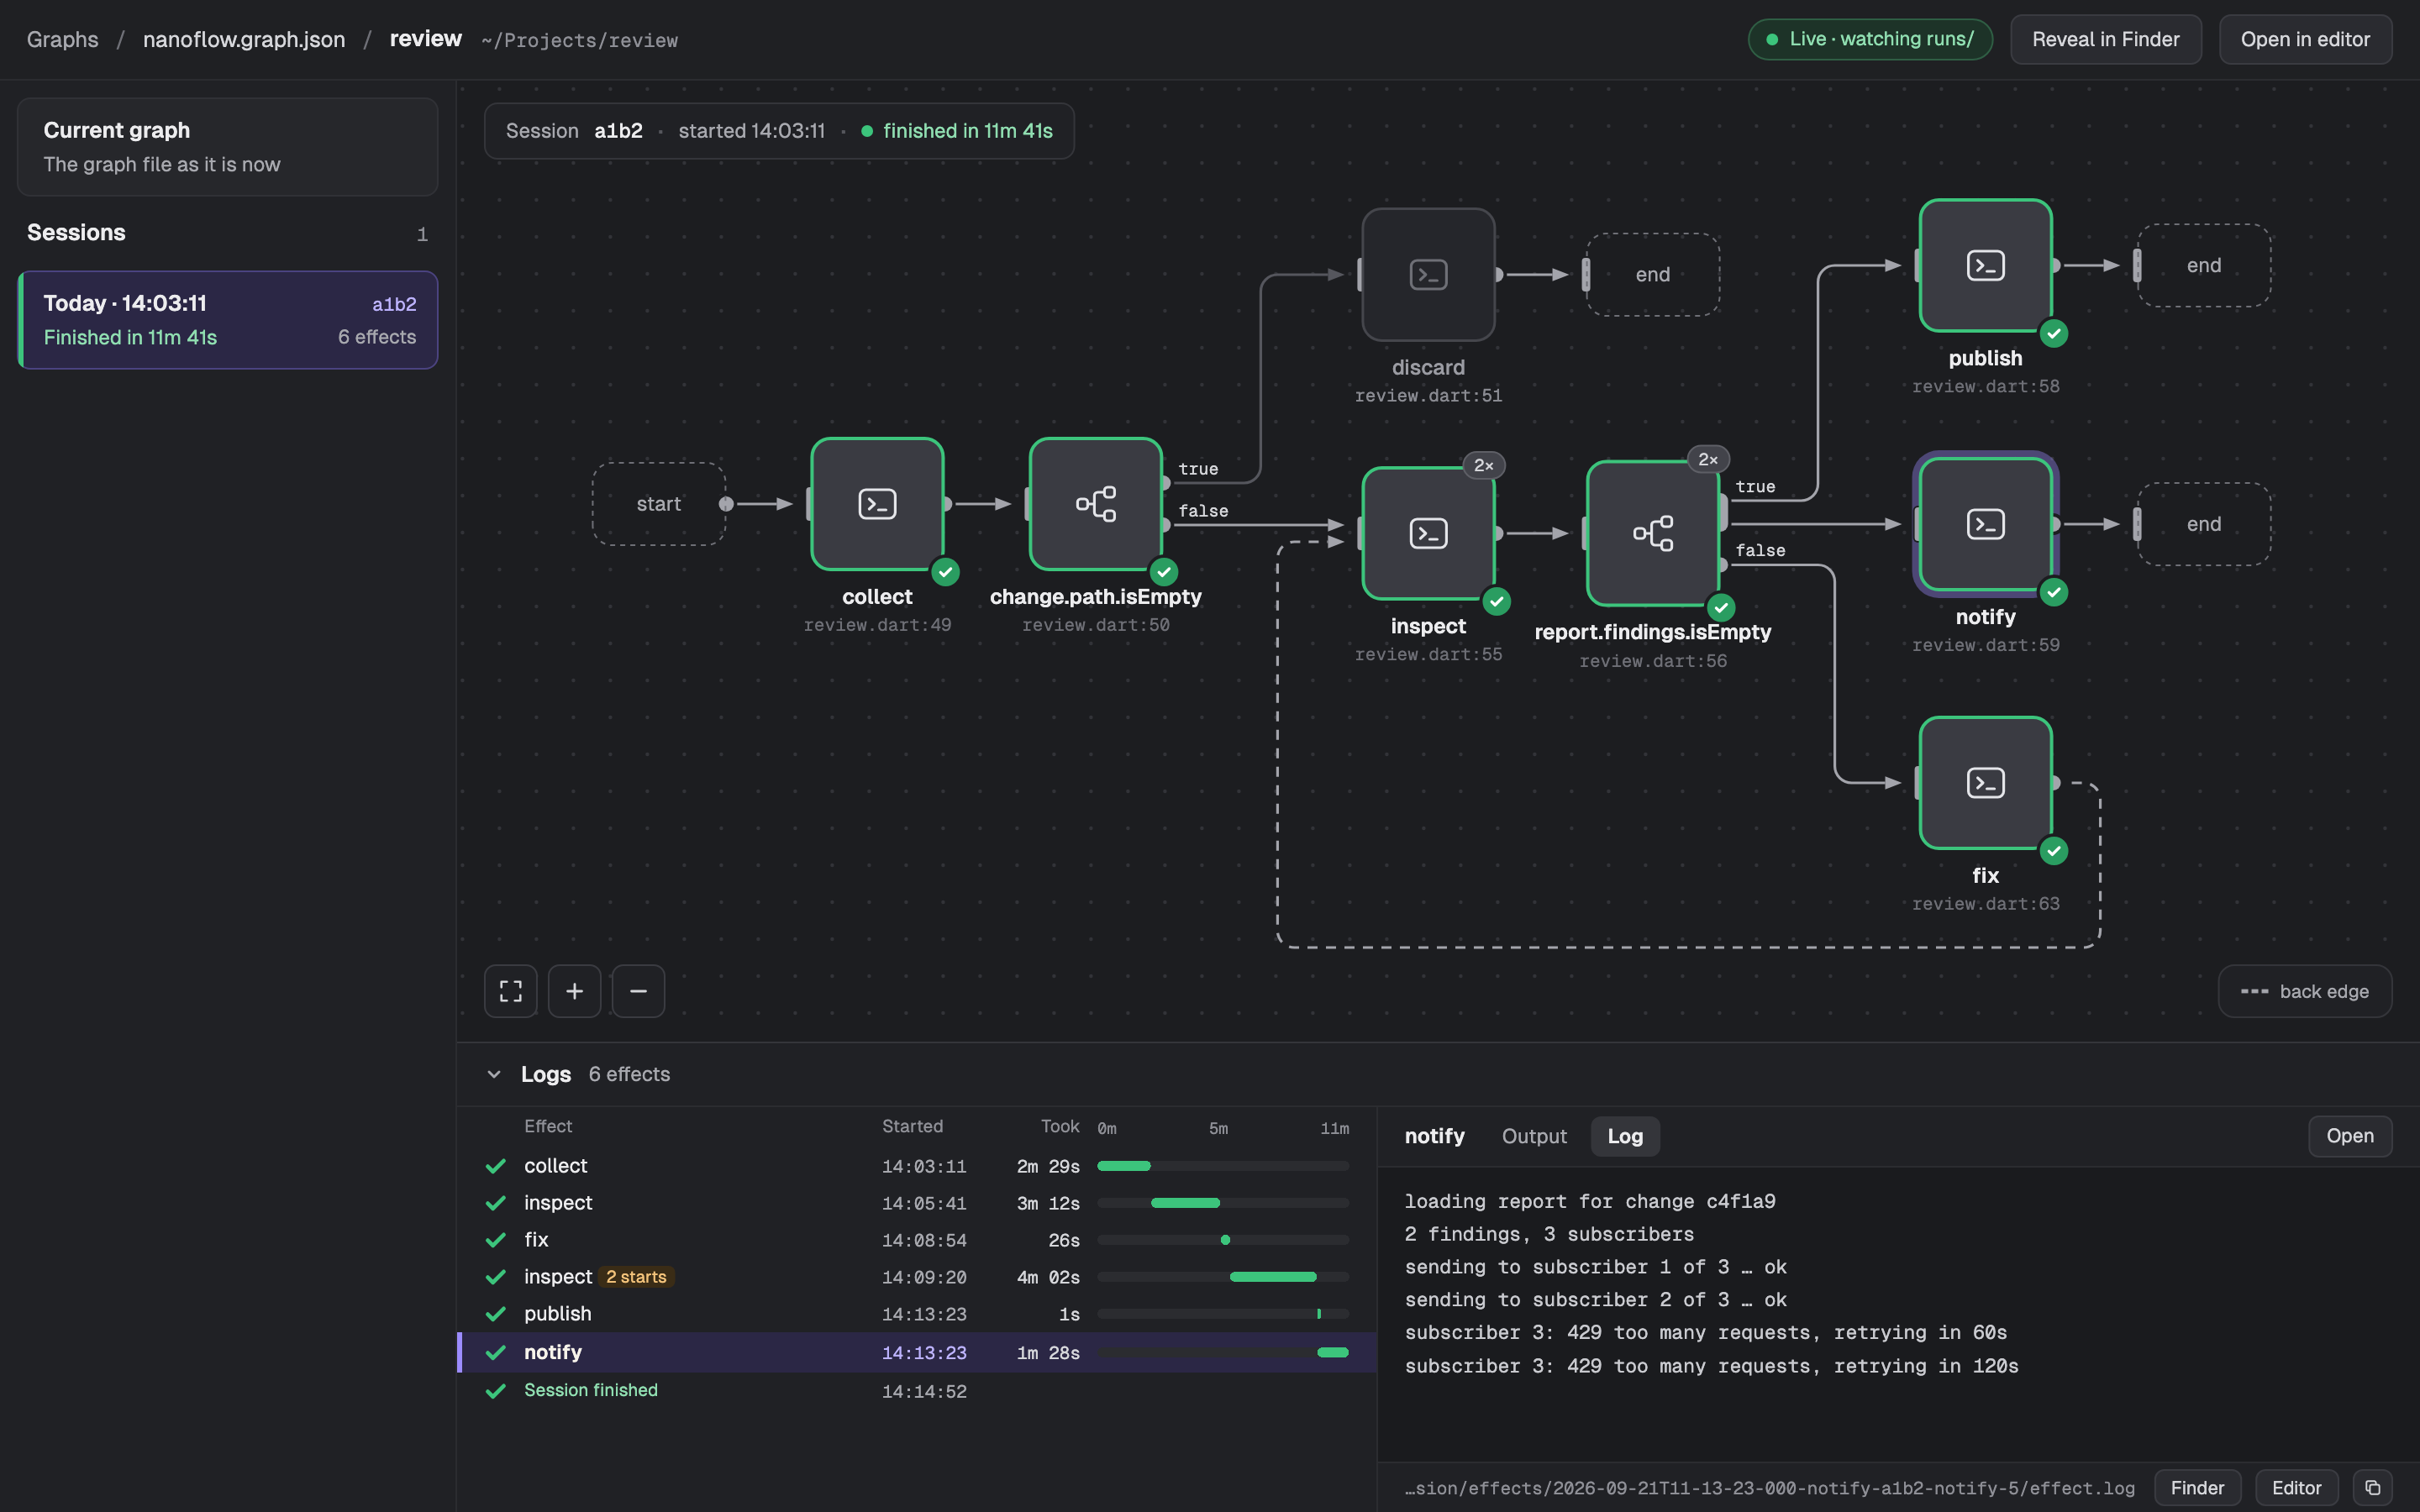 Graphs / nanoflow.graph.json / review ~/Projects/review
Live · watching runs/
Reveal in Finder
Open in editor
Current graph
The graph file as it is now
Sessions 1
Today · 14:03:11 a1b2
Finished in 11m 41s 6 effects
Session a1b2 · started 14:03:11 · finished in 11m 41s
start
collect
review.dart:49
change.path.isEmpty
review.dart:50
true
false
discard
review.dart:51
end
2×
inspect
review.dart:55
2×
report.findings.isEmpty
review.dart:56
true
false
publish
review.dart:58
end
notify
review.dart:59
end
fix
review.dart:63
back edge
Logs 6 effects
Effect Started Took 0m 5m 11m
collect 14:03:11 2m 29s
inspect 14:05:41 3m 12s
fix 14:08:54 26s
inspect 2 starts 14:09:20 4m 02s
publish 14:13:23 1s
notify 14:13:23 1m 28s
Session finished 14:14:52
notify Output Log Open
loading report for change c4f1a9
2 findings, 3 subscribers
sending to subscriber 1 of 3 … ok
sending to subscriber 2 of 3 … ok
subscriber 3: 429 too many requests, retrying in 60s
subscriber 3: 429 too many requests, retrying in 120s
…sion/effects/2026-09-21T11-13-23-000-notify-a1b2-notify-5/effect.log Finder Editor